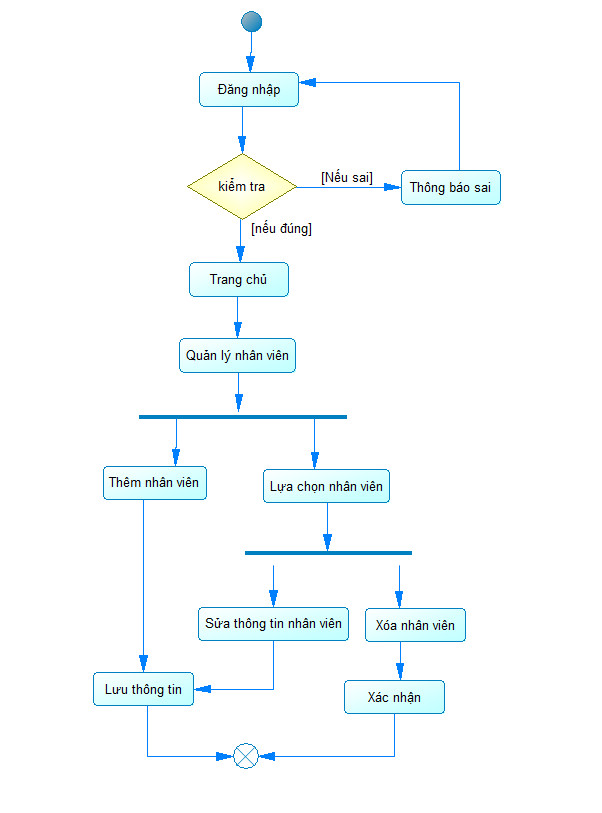 Đăng nhập
kiểm tra
[Nếu sai]
Thông báo sai
[nếu đúng]
Trang chủ
Quản lý nhân viên
Thêm nhân viên
Lựa chọn nhân viên
Sửa thông tin nhân viên
Xóa nhân viên
Lưu thông tin
Xác nhận